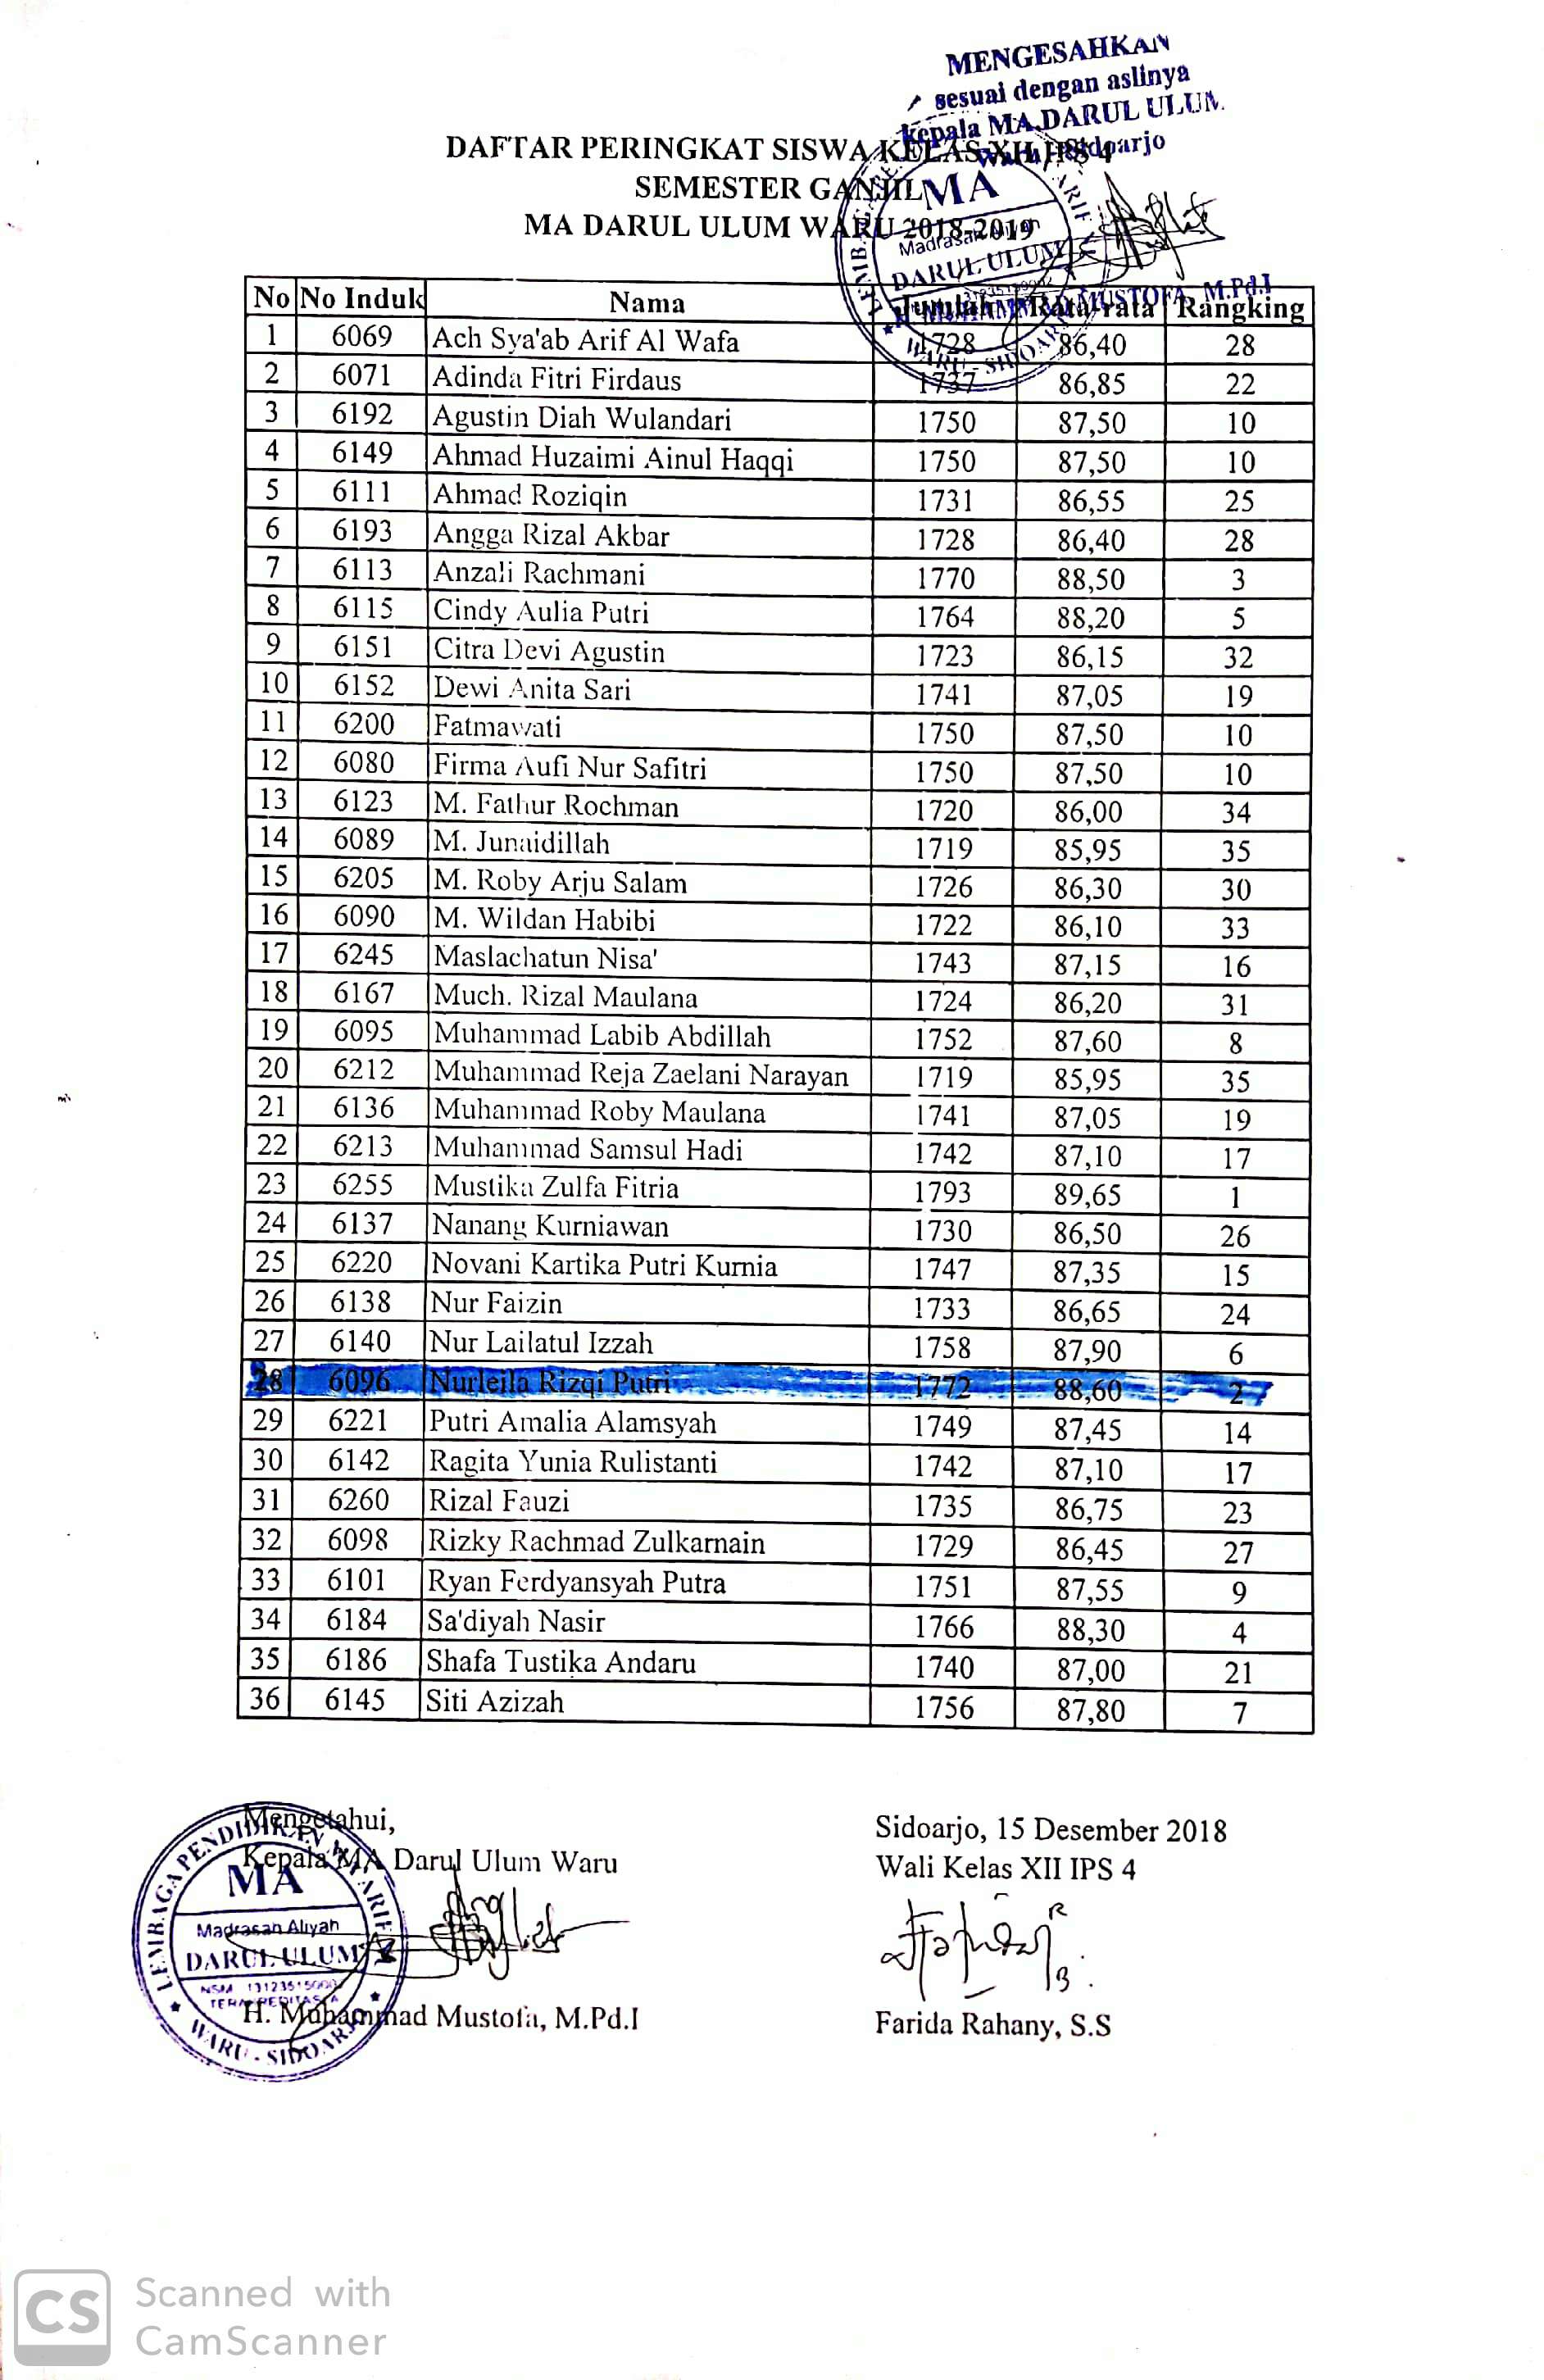 MENGESAHKAN
sesuai dengan aslinya
kepala MA.DARUL ULUM
Waru - Sidoarjo
DAFTAR PERINGKAT SISWA KELAS XII IPS 4
SEMESTER GANJIL
MA DARUL ULUM WARU 2018-2019
MA
Madrasah Aliyah
DARUL ULUM
WARU - SIDOARJO
MUSTOFA, M.Pd.I
No No Induk Nama Jumlah Rata-rata Rangking
1 6069 Ach Sya'ab Arif Al Wafa 1728 86,40 28
2 6071 Adinda Fitri Firdaus 1737 86,85 22
3 6192 Agustin Diah Wulandari 1750 87,50 10
4 6149 Ahmad Huzaimi Ainul Haqqi 1750 87,50 10
5 6111 Ahmad Roziqin 1731 86,55 25
6 6193 Angga Rizal Akbar 1728 86,40 28
7 6113 Anzali Rachmani 1770 88,50 3
8 6115 Cindy Aulia Putri 1764 88,20 5
9 6151 Citra Devi Agustin 1723 86,15 32
10 6152 Dewi Anita Sari 1741 87,05 19
11 6200 Fatmawati 1750 87,50 10
12 6080 Firma Aufi Nur Safitri 1750 87,50 10
13 6123 M. Fathur Rochman 1720 86,00 34
14 6089 M. Junaidillah 1719 85,95 35
15 6205 M. Roby Arju Salam 1726 86,30 30
16 6090 M. Wildan Habibi 1722 86,10 33
17 6245 Maslachatun Nisa' 1743 87,15 16
18 6167 Much. Rizal Maulana 1724 86,20 31
19 6095 Muhammad Labib Abdillah 1752 87,60 8
20 6212 Muhammad Reja Zaelani Narayan 1719 85,95 35
21 6136 Muhammad Roby Maulana 1741 87,05 19
22 6213 Muhammad Samsul Hadi 1742 87,10 17
23 6255 Mustika Zulfa Fitria 1793 89,65 1
24 6137 Nanang Kurniawan 1730 86,50 26
25 6220 Novani Kartika Putri Kurnia 1747 87,35 15
26 6138 Nur Faizin 1733 86,65 24
27 6140 Nur Lailatul Izzah 1758 87,90 6
28 6096 Nurleila Rizqi Putri 1772 88,60 2
29 6221 Putri Amalia Alamsyah 1749 87,45 14
30 6142 Ragita Yunia Rulistanti 1742 87,10 17
31 6260 Rizal Fauzi 1735 86,75 23
32 6098 Rizky Rachmad Zulkarnain 1729 86,45 27
33 6101 Ryan Ferdyansyah Putra 1751 87,55 9
34 6184 Sa'diyah Nasir 1766 88,30 4
35 6186 Shafa Tustika Andaru 1740 87,00 21
36 6145 Siti Azizah 1756 87,80 7
Mengetahui,
Kepala MA Darul Ulum Waru
Sidoarjo, 15 Desember 2018
Wali Kelas XII IPS 4
LEMBAGA PENDIDIKAN MA'ARIF
MA
Madrasah Aliyah
DARUL ULUM
NSM
WARU - SIDOARJO
H. Muhammad Mustofa, M.Pd.I
Farida Rahany, S.S
CS
Scanned with
CamScanner